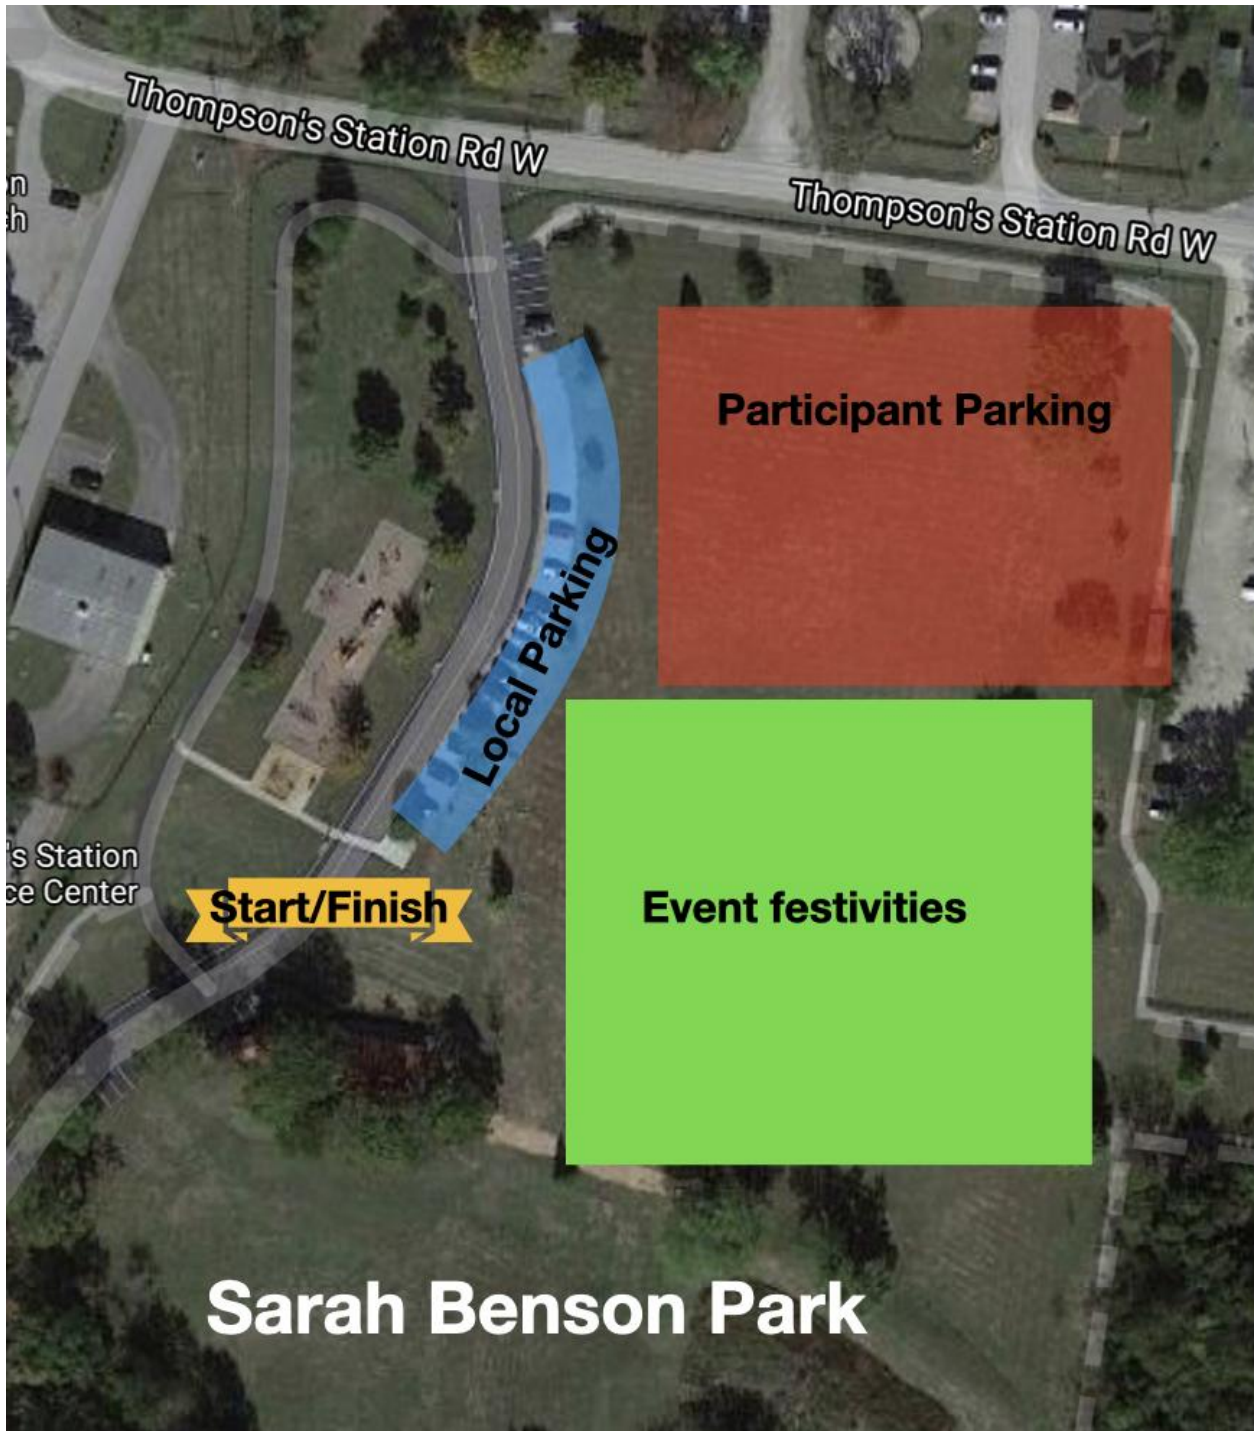 Thompson's Station Rd W
Thompson's Station Rd W
Participant Parking
Local Parking
's Station
ce Center
Start/Finish
Event festivities
Sarah Benson Park